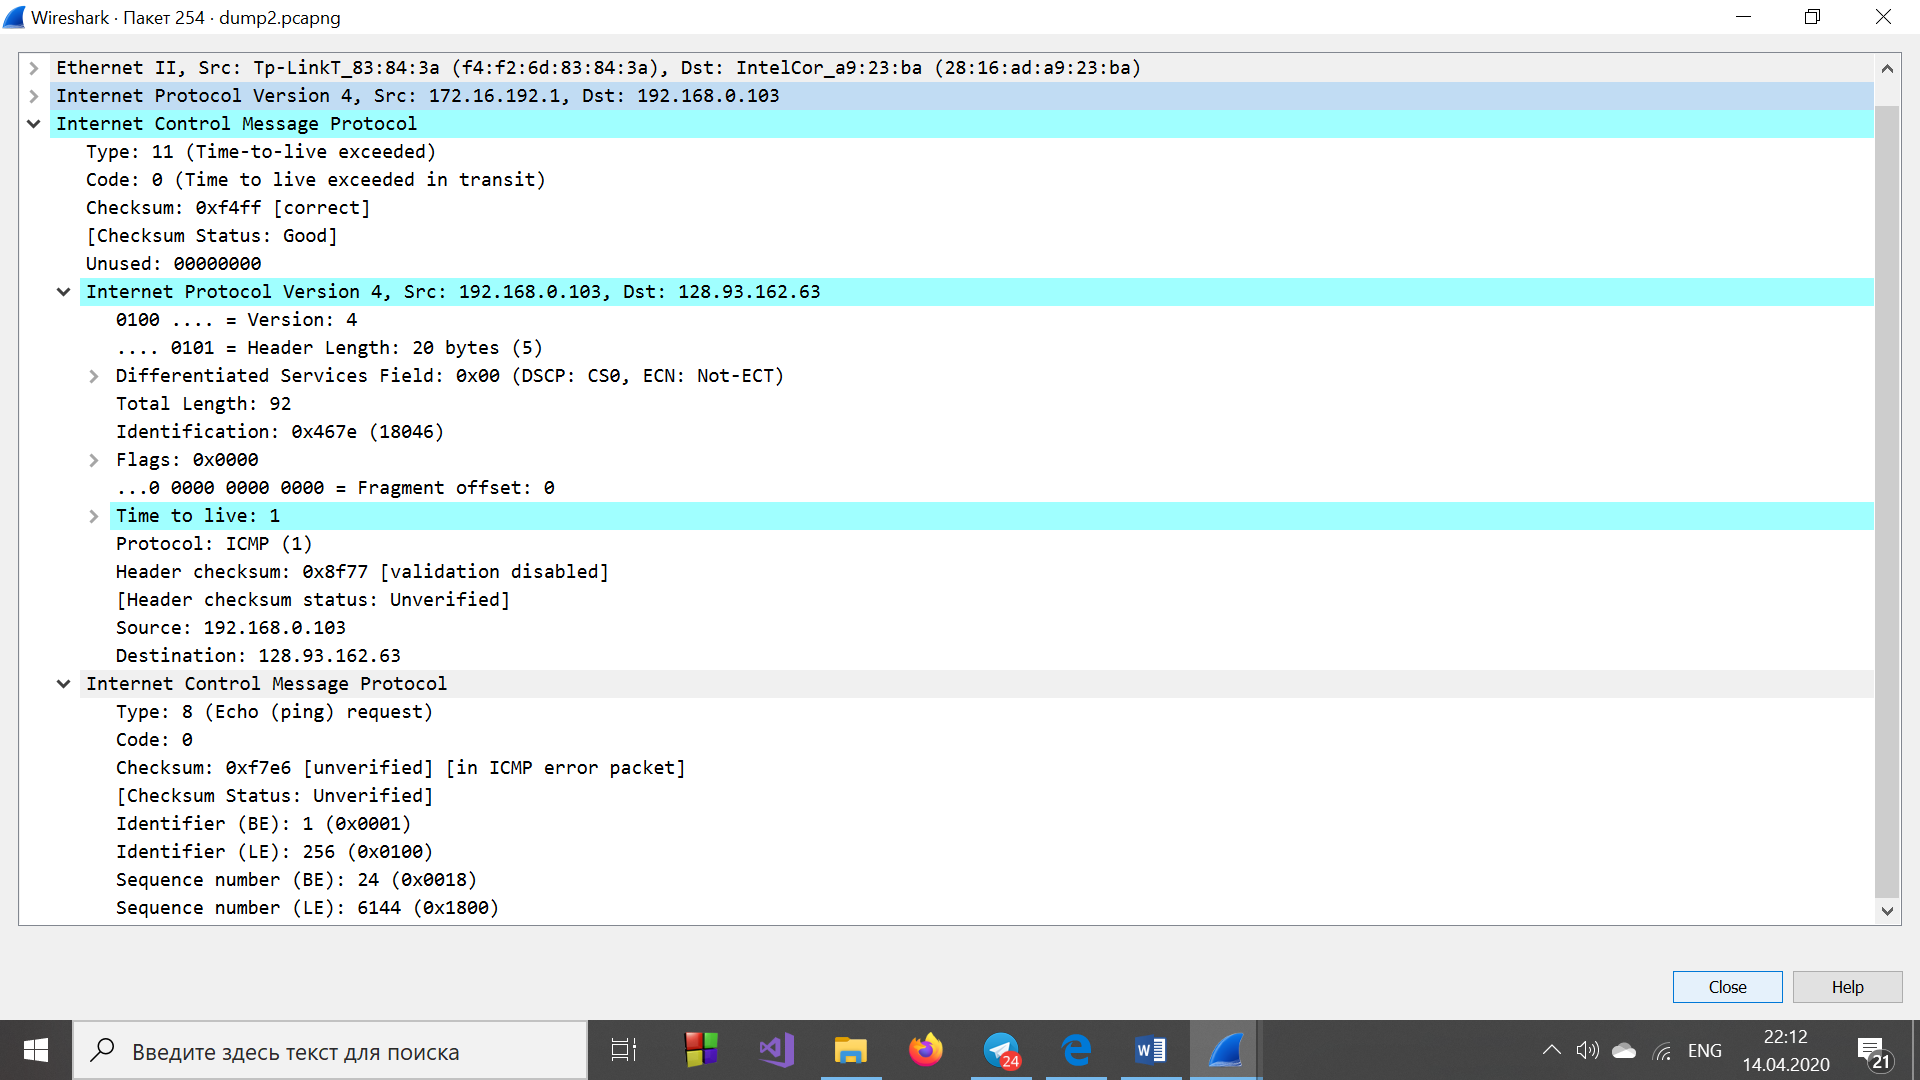 Wireshark · Пакет 254 · dump2.pcapng
Ethernet II, Src: Tp-LinkT_83:84:3a (f4:f2:6d:83:84:3a), Dst: IntelCor_a9:23:ba (28:16:ad:a9:23:ba)
Internet Protocol Version 4, Src: 172.16.192.1, Dst: 192.168.0.103
Internet Control Message Protocol
Type: 11 (Time-to-live exceeded)
Code: 0 (Time to live exceeded in transit)
Checksum: 0xf4ff [correct]
[Checksum Status: Good]
Unused: 00000000
Internet Protocol Version 4, Src: 192.168.0.103, Dst: 128.93.162.63
0100 .... = Version: 4
.... 0101 = Header Length: 20 bytes (5)
Differentiated Services Field: 0x00 (DSCP: CS0, ECN: Not-ECT)
Total Length: 92
Identification: 0x467e (18046)
Flags: 0x0000
...0 0000 0000 0000 = Fragment offset: 0
Time to live: 1
Protocol: ICMP (1)
Header checksum: 0x8f77 [validation disabled]
[Header checksum status: Unverified]
Source: 192.168.0.103
Destination: 128.93.162.63
Internet Control Message Protocol
Type: 8 (Echo (ping) request)
Code: 0
Checksum: 0xf7e6 [unverified] [in ICMP error packet]
[Checksum Status: Unverified]
Identifier (BE): 1 (0x0001)
Identifier (LE): 256 (0x0100)
Sequence number (BE): 24 (0x0018)
Sequence number (LE): 6144 (0x1800)
Close
Help
Введите здесь текст для поиска
24
ENG
22:12
14.04.2020
21